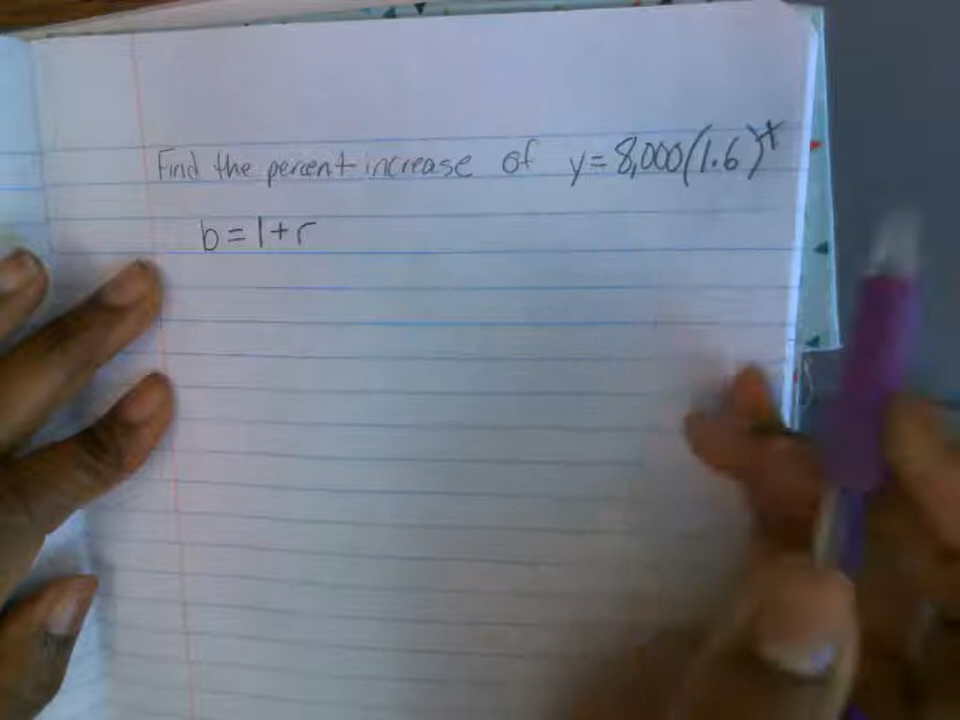 Find the percent increase of y=8,000(1.6)^x
b=1+r